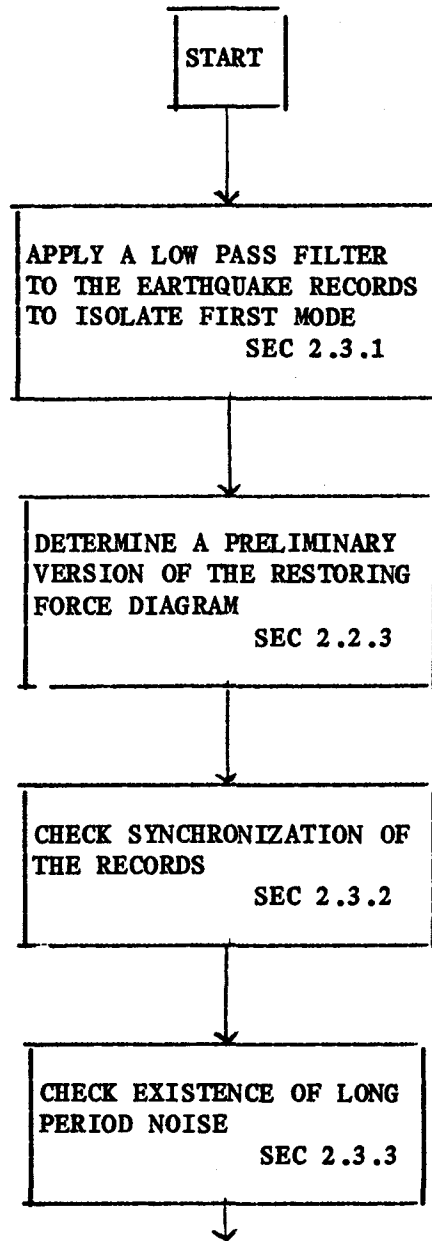 START
APPLY A LOW PASS FILTER
TO THE EARTHQUAKE RECORDS
TO ISOLATE FIRST MODE
SEC 2.3.1
DETERMINE A PRELIMINARY
VERSION OF THE RESTORING
FORCE DIAGRAM
SEC 2.2.3
CHECK SYNCHRONIZATION OF
THE RECORDS
SEC 2.3.2
CHECK EXISTENCE OF LONG
PERIOD NOISE
SEC 2.3.3